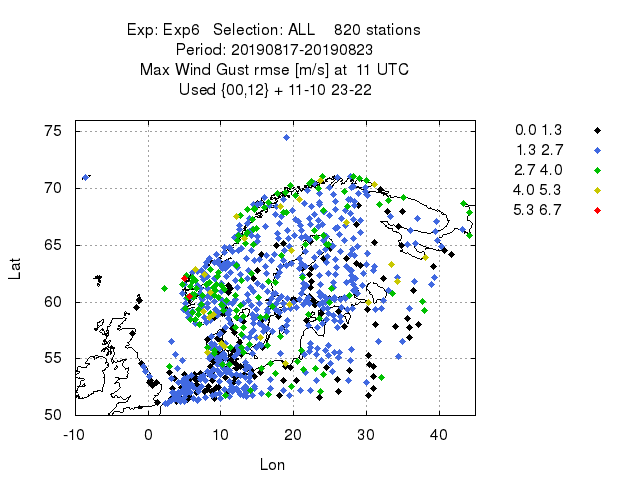 Exp: Exp6 Selection: ALL 820 stations
Period: 20190817-20190823
Max Wind Gust rmse [m/s] at 11 UTC
Used {00,12} + 11-10 23-22
0.0 1.3
1.3 2.7
2.7 4.0
4.0 5.3
5.3 6.7
75
70
65
60
55
50
Lat
-10 0 10 20 30 40
Lon